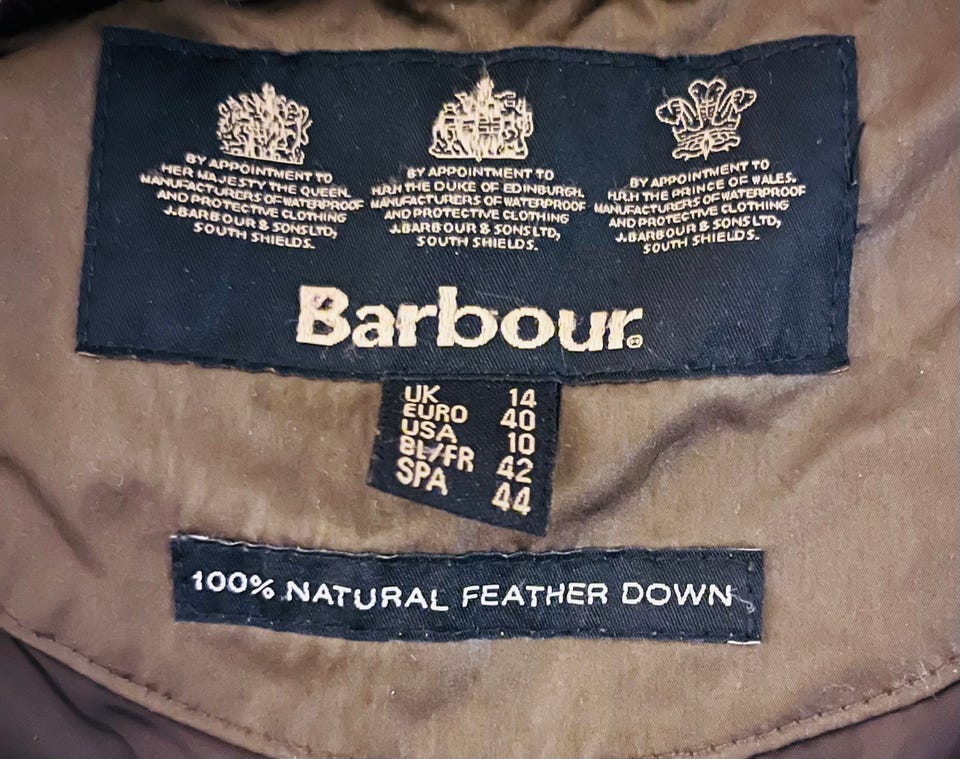 BY APPOINTMENT TO
HER MAJESTY THE QUEEN.
MANUFACTURERS OF WATERPROOF
AND PROTECTIVE CLOTHING
J.BARBOUR & SONS LTD,
SOUTH SHIELDS.
BY APPOINTMENT TO
H.R.H THE DUKE OF EDINBURGH.
MANUFACTURERS OF WATERPROOF
AND PROTECTIVE CLOTHING
J.BARBOUR & SONS LTD,
SOUTH SHIELDS.
BY APPOINTMENT TO
H.R.H THE PRINCE OF WALES.
MANUFACTURERS OF WATERPROOF
AND PROTECTIVE CLOTHING
J.BARBOUR & SONS LTD,
SOUTH SHIELDS.
Barbour®
UK 14
EURO 40
USA 10
BL/FR 42
SPA 44
100% NATURAL FEATHER DOWN